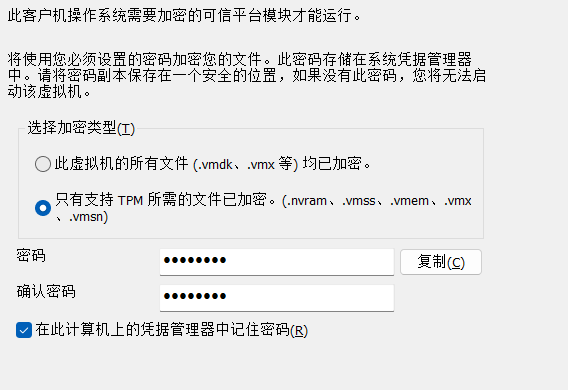 此客户机操作系统需要加密的可信平台模块才能运行。
将使用您必须设置的密码加密您的文件。此密码存储在系统凭据管理器
中。请将密码副本保存在一个安全的位置，如果没有此密码，您将无法启
动该虚拟机。
选择加密类型(T)
此虚拟机的所有文件 (.vmdk、.vmx 等) 均已加密。
只有支持 TPM 所需的文件已加密。(.nvram、.vmss、.vmem、.vmx
、.vmsn)
密码 ●●●●●●●● 复制(C)
确认密码 ●●●●●●●●
在此计算机上的凭据管理器中记住密码(R)